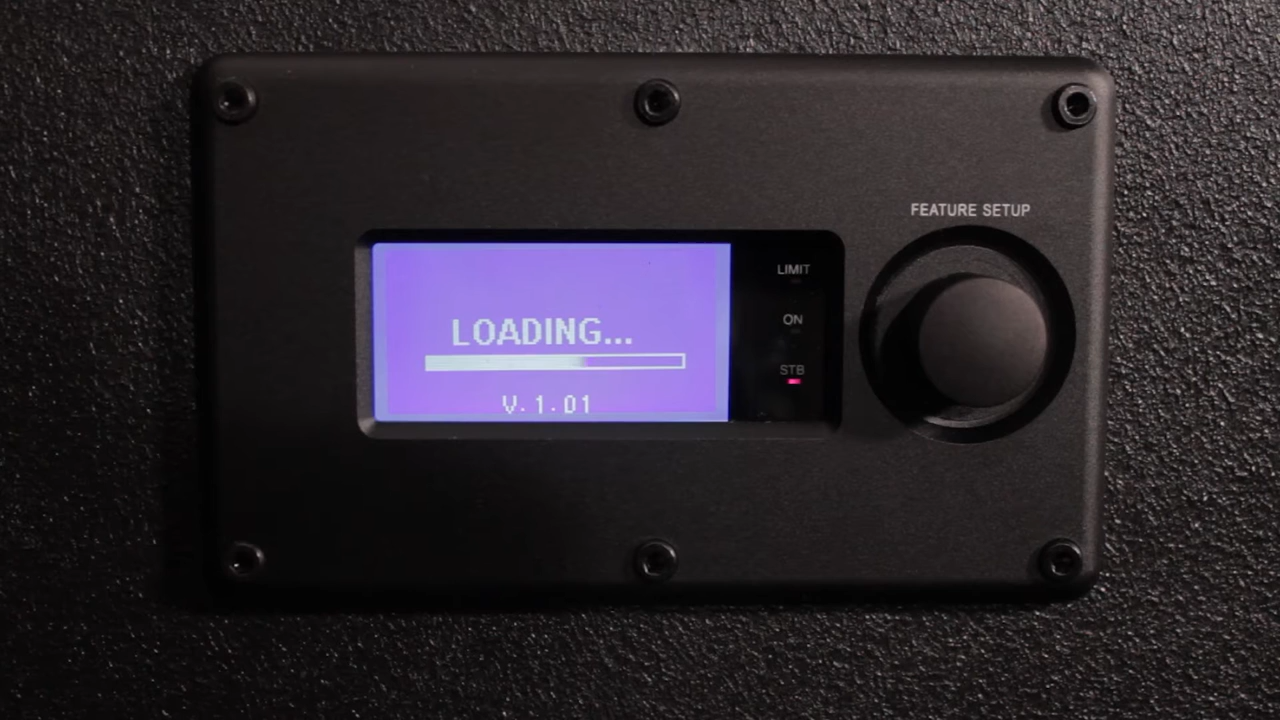 FEATURE SETUP
LIMIT
LOADING...
ON
STB
V.1.01